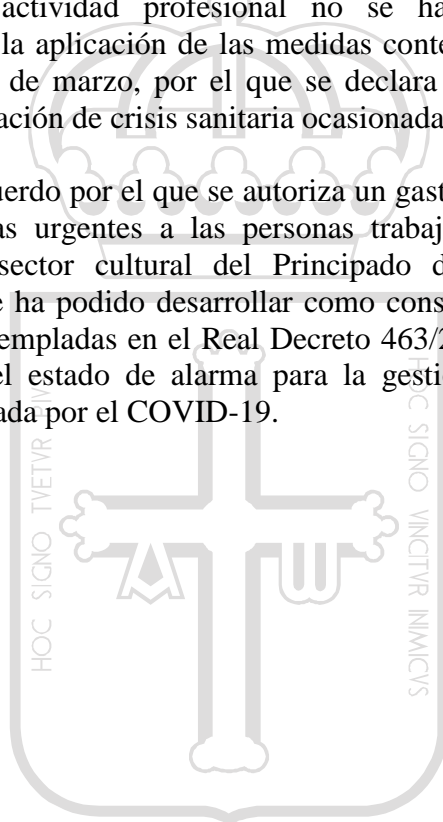 actividad profesional no se ha
la aplicación de las medidas conte
de marzo, por el que se declara
ación de crisis sanitaria ocasionada
uerdo por el que se autoriza un gast
as urgentes a las personas trabaj
sector cultural del Principado d
e ha podido desarrollar como cons
empladas en el Real Decreto 463/2
el estado de alarma para la gesti
ada por el COVID-19.
HOC SIGNO TVETVR PIV
HOC SIGNO VINCITVR INIMICVS